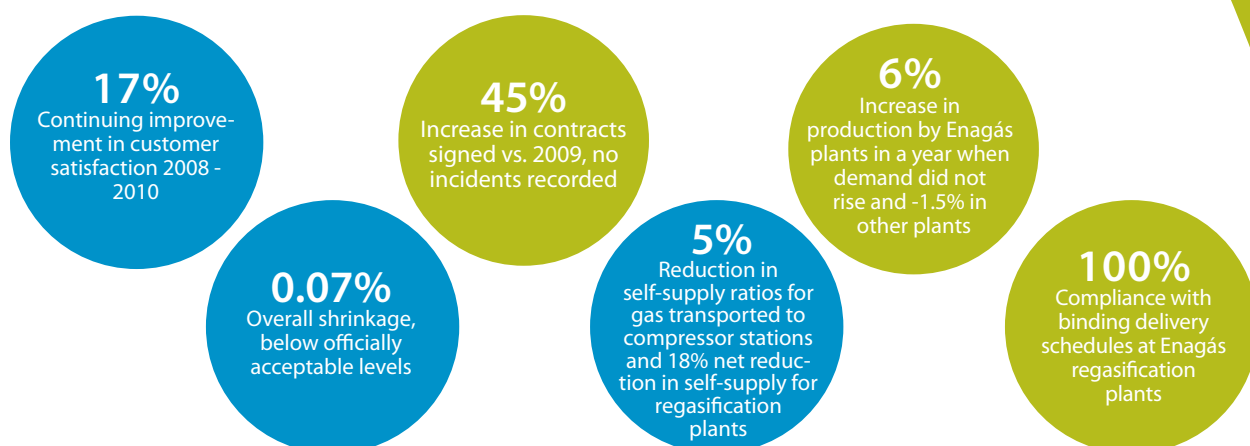 17%
Continuing improve-
ment in customer
satisfaction 2008 -
2010
0.07%
Overall shrinkage,
below officially
acceptable levels
45%
Increase in contracts
signed vs. 2009, no
incidents recorded
5%
Reduction in
self-supply ratios for
gas transported to
compressor stations
and 18% net reduc-
tion in self-supply for
regasification
plants
6%
Increase in
production by Enagás
plants in a year when
demand did not
rise and -1.5% in
other plants
100%
Compliance with
binding delivery
schedules at Enagás
regasification
plants